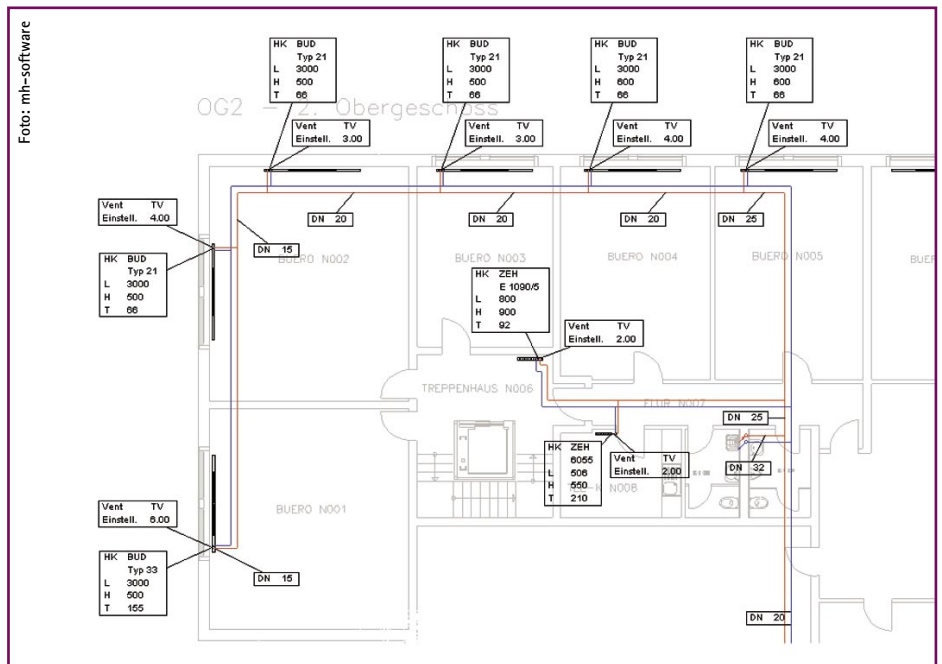 Foto: mh-software
HK BUD
Typ 21
L 3000
H 500
T 66
HK BUD
Typ 21
L 3000
H 500
T 66
HK BUD
Typ 21
L 3000
H 600
T 66
HK BUD
Typ 21
L 3000
H 600
T 66
OG2 – 2. Obergeschoss
Vent TV
Einstell. 3.00
Vent TV
Einstell. 3.00
Vent TV
Einstell. 4.00
Vent TV
Einstell. 4.00
Vent TV
Einstell. 4.00
DN 20
DN 20
DN 20
DN 25
DN 15
BUERO N002
BUERO N003
BUERO N004
BUERO N005
BUER
HK BUD
Typ 21
L 3000
H 500
T 66
HK ZEH
E 1090/5
L 800
H 900
T 92
Vent TV
Einstell. 2.00
TREPPENHAUS N006
FLUR N007
DN 25
HK ZEH
6055
L 506
H 550
T 210
Vent TV
Einstell. 2.00
DN 32
N008
BUERO N001
Vent TV
Einstell. 6.00
HK BUD
Typ 33
L 3000
H 500
T 155
DN 15
DN 20